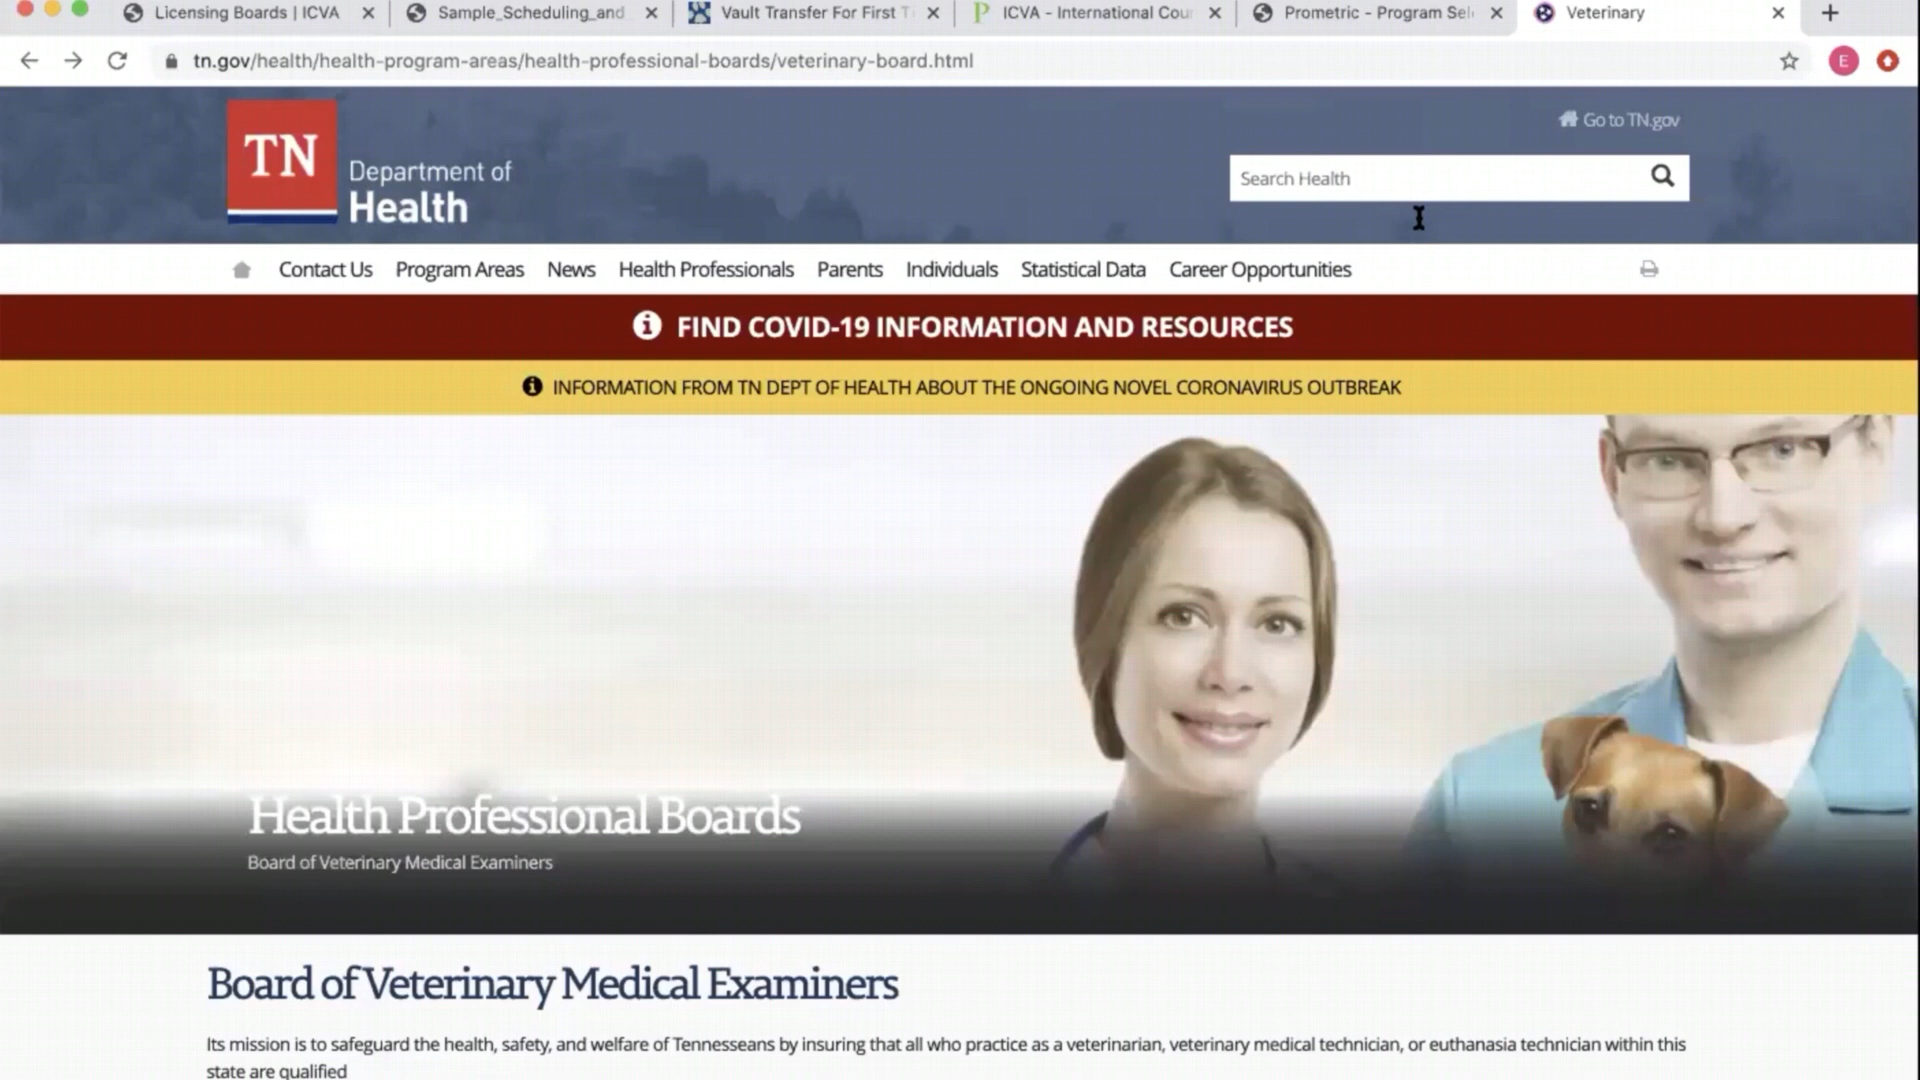 Licensing Boards | ICVA
Sample_Scheduling_and
Vault Transfer For First T
ICVA - International Cou
Prometric - Program Sel
Veterinary
tn.gov/health/health-program-areas/health-professional-boards/veterinary-board.html
E
Go to TN.gov
TN
Department of
Health
Search Health
Contact Us Program Areas News Health Professionals Parents Individuals Statistical Data Career Opportunities
FIND COVID-19 INFORMATION AND RESOURCES
INFORMATION FROM TN DEPT OF HEALTH ABOUT THE ONGOING NOVEL CORONAVIRUS OUTBREAK
Health Professional Boards
Board of Veterinary Medical Examiners
Board of Veterinary Medical Examiners
Its mission is to safeguard the health, safety, and welfare of Tennesseans by insuring that all who practice as a veterinarian, veterinary medical technician, or euthanasia technician within this
state are qualified